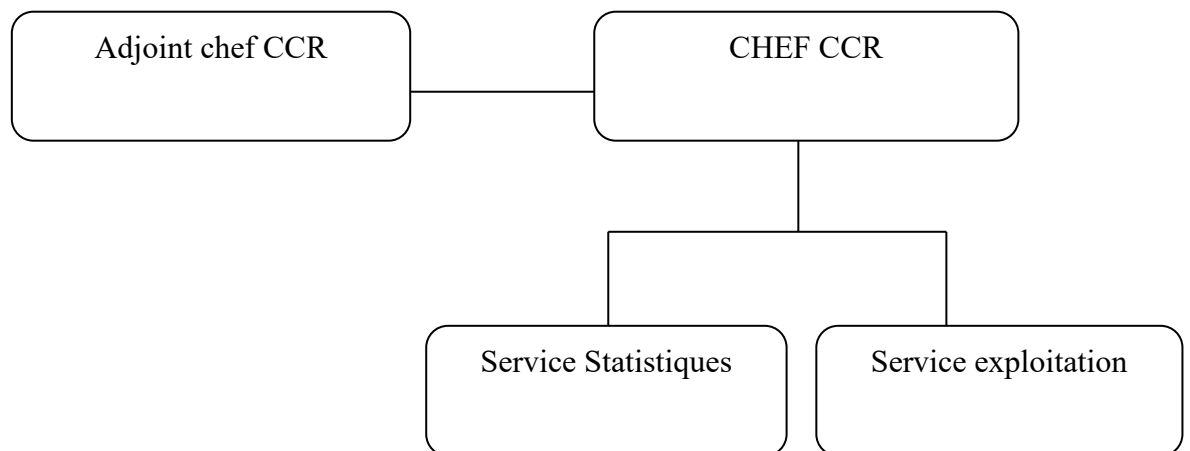 Adjoint chef CCR
CHEF CCR
Service Statistiques
Service exploitation